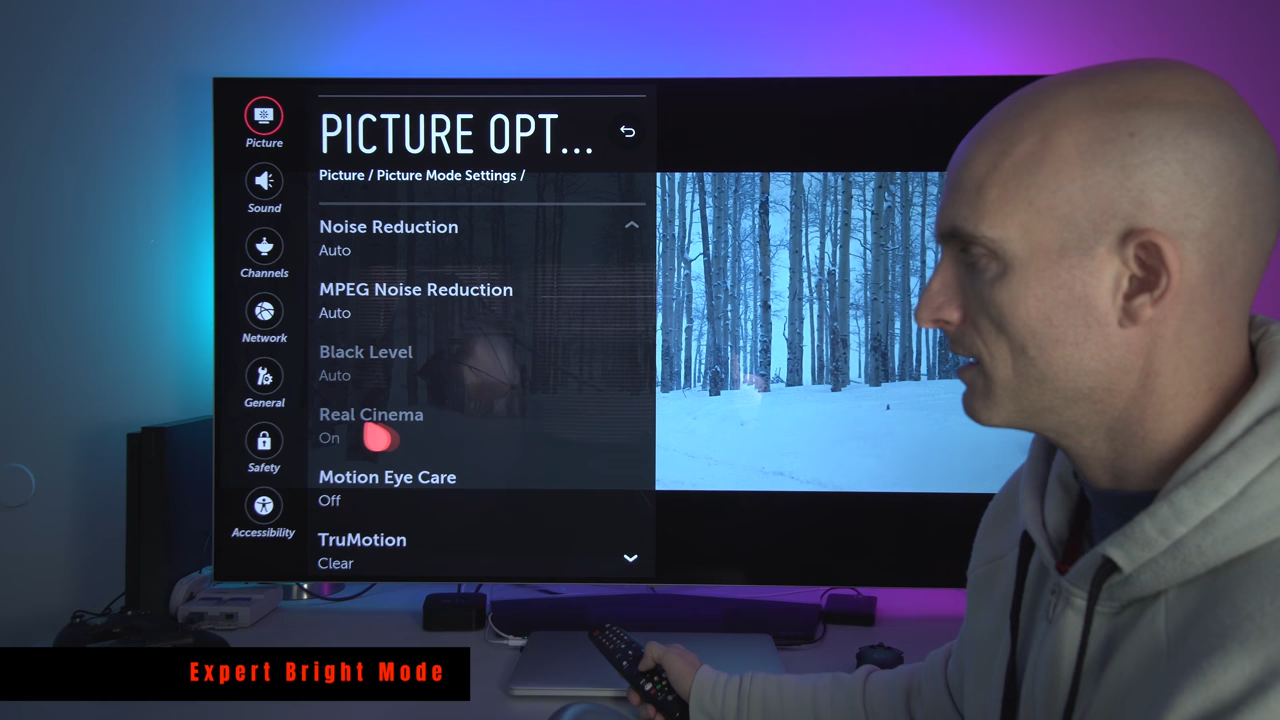 Picture
Sound
Channels
Network
General
Safety
Accessibility
PICTURE OPT...
Picture / Picture Mode Settings /
Noise Reduction
Auto
MPEG Noise Reduction
Auto
Black Level
Auto
Real Cinema
On
Motion Eye Care
Off
TruMotion
Clear
Expert Bright Mode